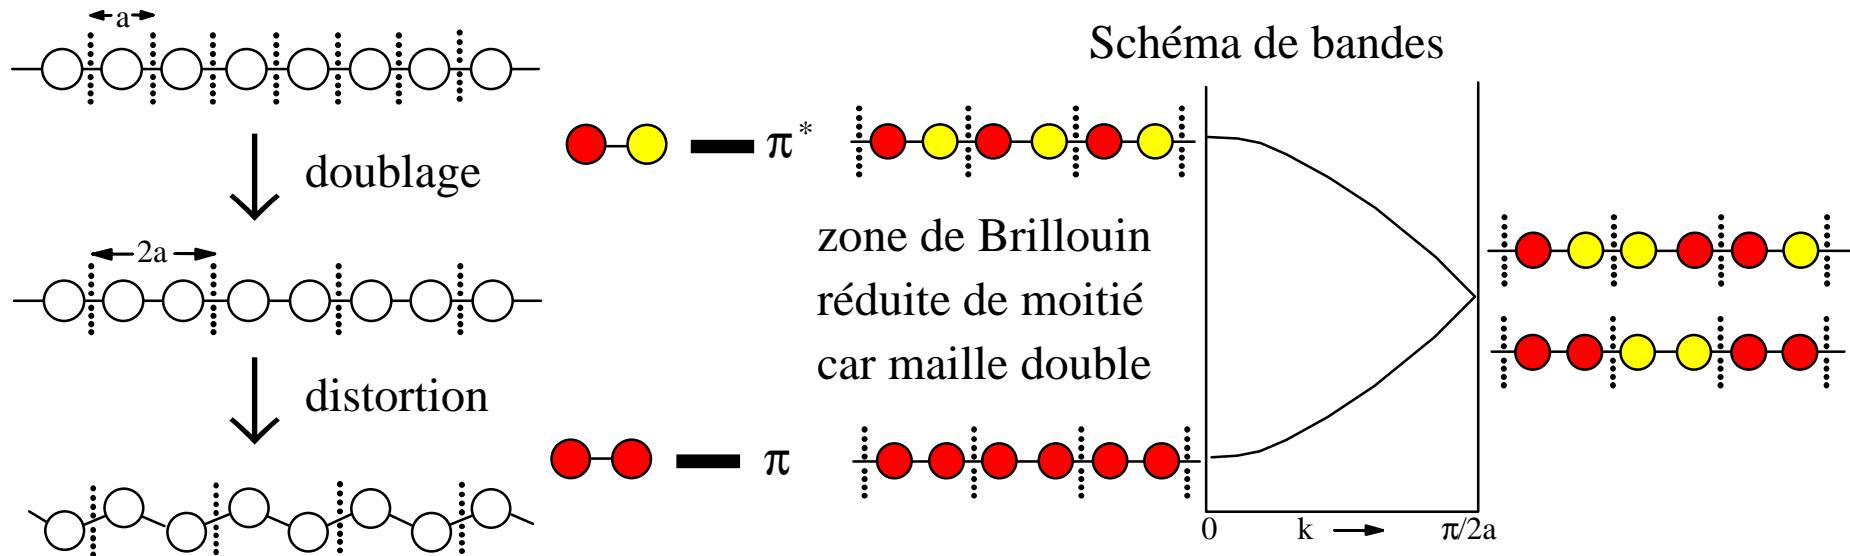 a
doublage
2a
distortion
π*
π
zone de Brillouin
réduite de moitié
car maille double
Schéma de bandes
0 k π/2a